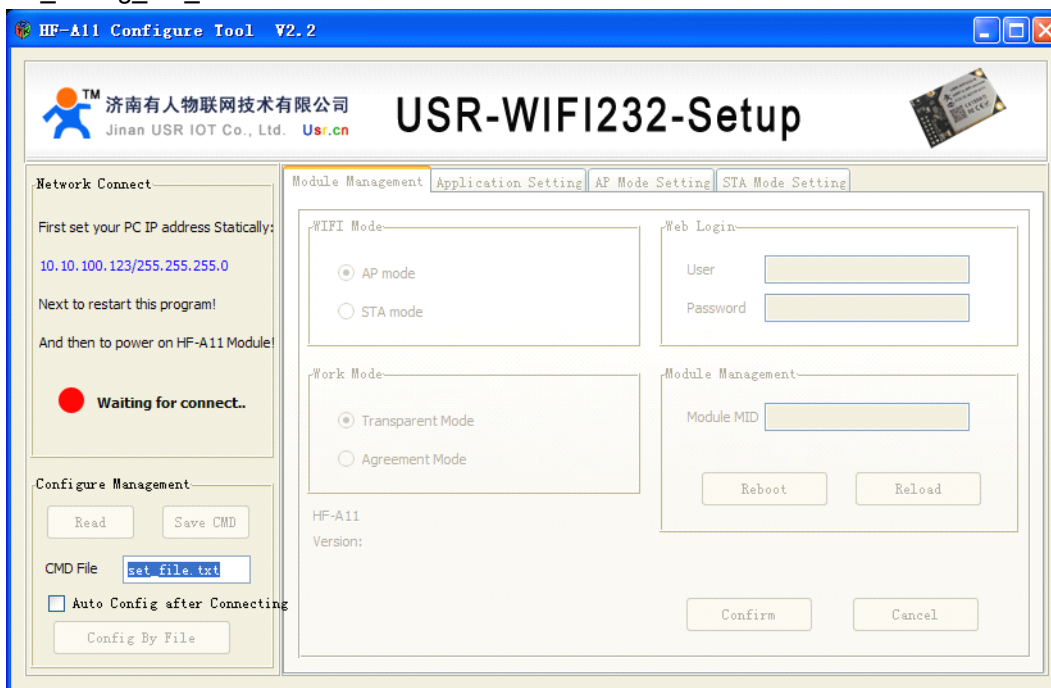 HF-A11 Configure Tool V2.2
TM
济南有人物联网技术有限公司
Jinan USR IOT Co., Ltd. Usr.cn
USR-WIFI232-Setup
Network Connect
First set your PC IP address Statically:
10.10.100.123/255.255.255.0
Next to restart this program!
And then to power on HF-A11 Module!
Waiting for connect..
Configure Management
Read Save CMD
CMD File set_file.txt
Auto Config after Connecting
Config By File
Module Management Application Setting AP Mode Setting STA Mode Setting
WIFI Mode
AP mode
STA mode
Web Login
User
Password
Work Mode
Transparent Mode
Agreement Mode
Module Management
Module MID
Reboot Reload
HF-A11
Version:
Confirm Cancel